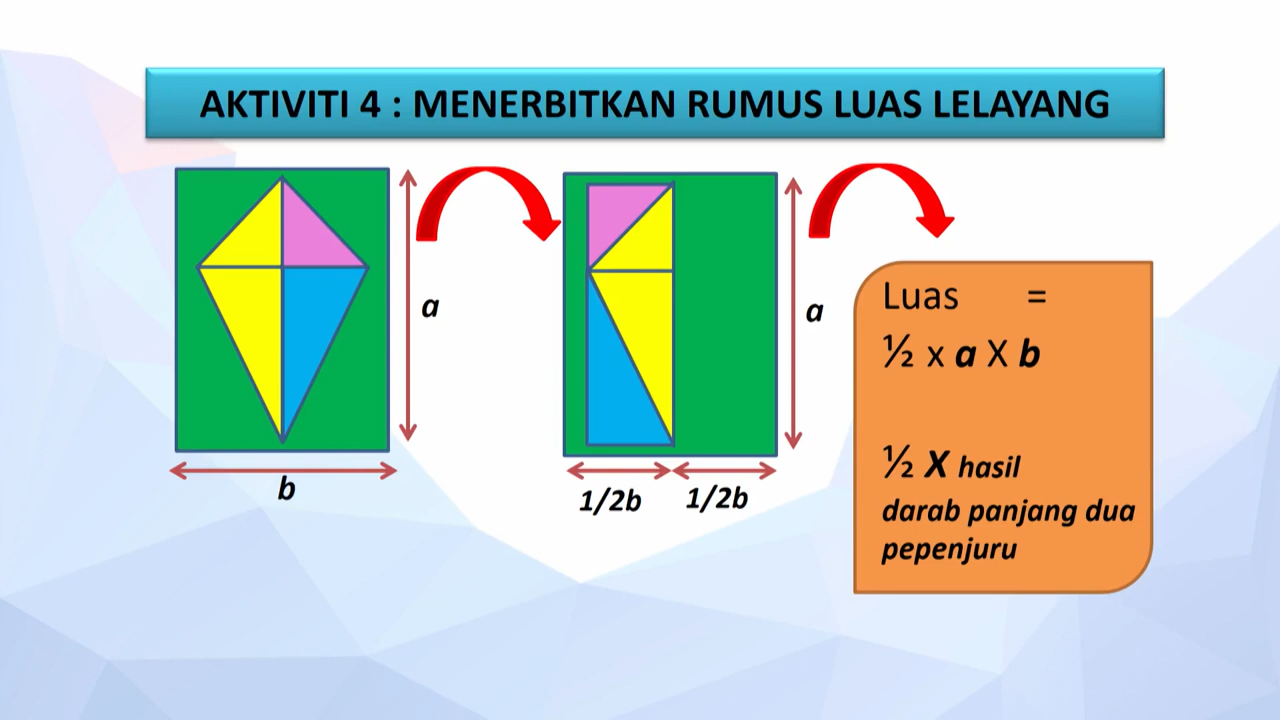 AKTIVITI 4 : MENERBITKAN RUMUS LUAS LELAYANG
a
b
a
1/2b
1/2b
Luas =
½ x a X b
½ X hasil
darab panjang dua
pepenjuru